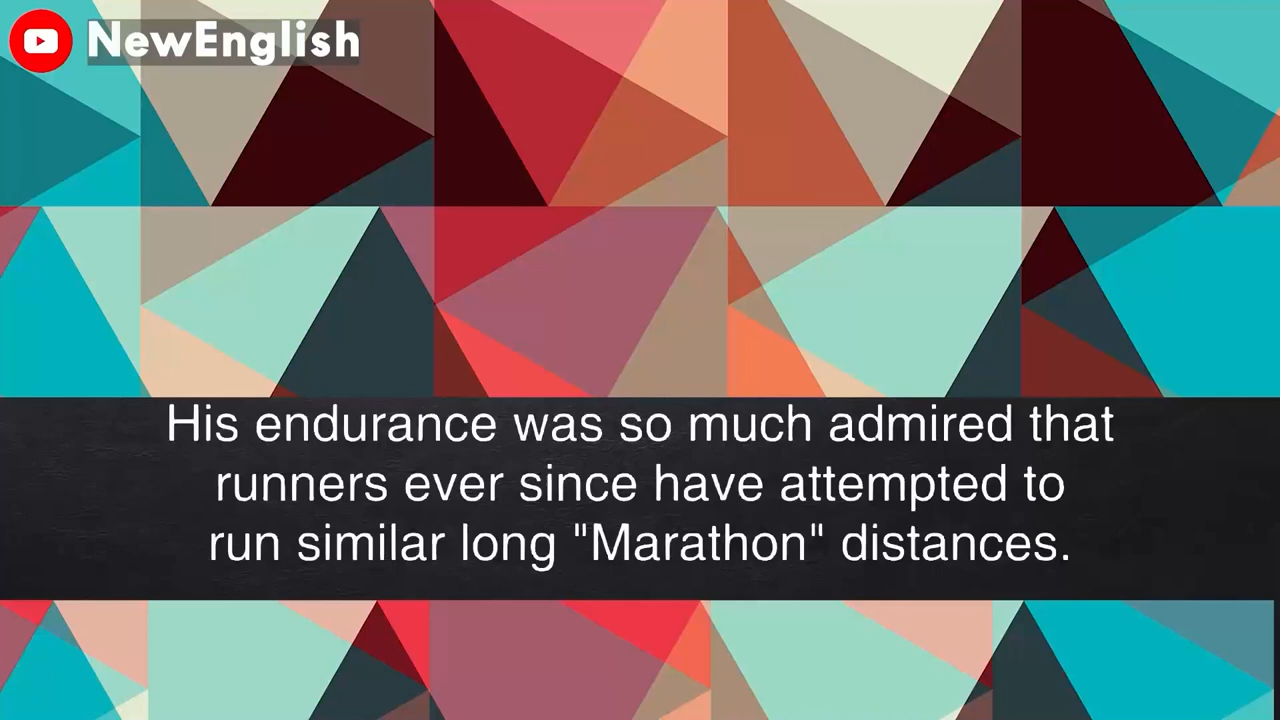 NewEnglish
His endurance was so much admired that
runners ever since have attempted to
run similar long "Marathon" distances.